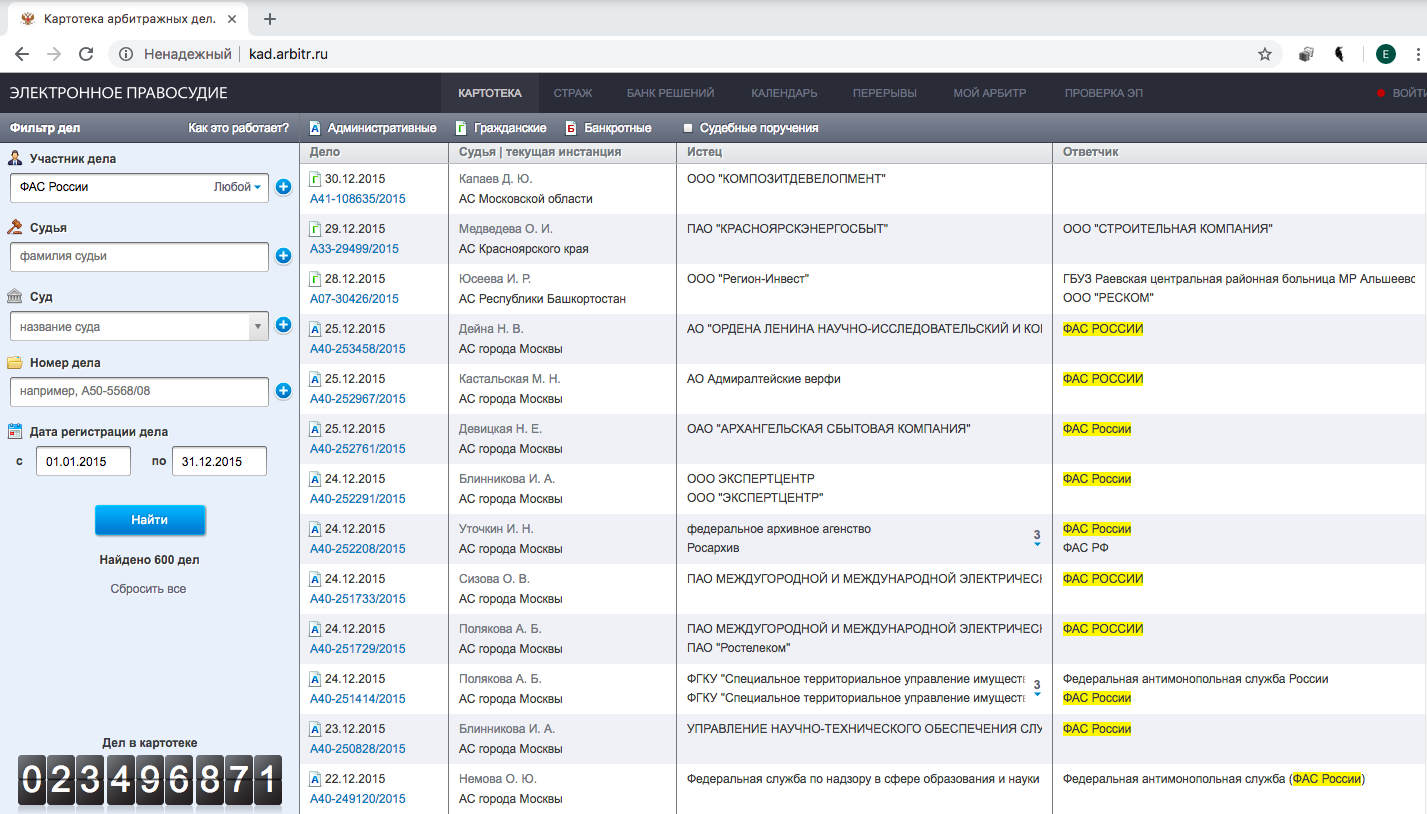 Картотека арбитражных дел.
Ненадежный kad.arbitr.ru E
ЭЛЕКТРОННОЕ ПРАВОСУДИЕ КАРТОТЕКА СТРАЖ БАНК РЕШЕНИЙ КАЛЕНДАРЬ ПЕРЕРЫВЫ МОЙ АРБИТР ПРОВЕРКА ЭП ВОЙТИ
Фильтр дел Как это работает? А Административные Г Гражданские Б Банкротные Судебные поручения
Участник дела
ФАС России Любой
Судья
фамилия судьи
Суд
название суда
Номер дела
например, А50-5568/08
Дата регистрации дела
с 01.01.2015 по 31.12.2015
Найти
Найдено 600 дел
Сбросить все
Дел в картотеке
023496871
Дело Судья | текущая инстанция Истец Ответчик
Г 30.12.2015 Капаев Д. Ю. ООО "КОМПОЗИТДЕВЕЛОПМЕНТ"
А41-108635/2015 АС Московской области
Г 29.12.2015 Медведева О. И. ПАО "КРАСНОЯРСКЭНЕРГОСБЫТ" ООО "СТРОИТЕЛЬНАЯ КОМПАНИЯ"
А33-29499/2015 АС Красноярского края
Г 28.12.2015 Юсеева И. Р. ООО "Регион-Инвест" ГБУЗ Раевская центральная районная больница МР Альшеевс
А07-30426/2015 АС Республики Башкортостан ООО "РЕСКОМ"
А 25.12.2015 Дейна Н. В. АО "ОРДЕНА ЛЕНИНА НАУЧНО-ИССЛЕДОВАТЕЛЬСКИЙ И КОН ФАС РОССИИ
А40-253458/2015 АС города Москвы
А 25.12.2015 Кастальская М. Н. АО Адмиралтейские верфи ФАС РОССИИ
А40-252967/2015 АС города Москвы
А 25.12.2015 Девицкая Н. Е. ОАО "АРХАНГЕЛЬСКАЯ СБЫТОВАЯ КОМПАНИЯ" ФАС России
А40-252761/2015 АС города Москвы
А 24.12.2015 Блинникова И. А. ООО ЭКСПЕРТЦЕНТР ФАС России
А40-252291/2015 АС города Москвы ООО "ЭКСПЕРТЦЕНТР"
А 24.12.2015 Уточкин И. Н. федеральное архивное агенство 3 ФАС России
А40-252208/2015 АС города Москвы Росархив ФАС РФ
А 24.12.2015 Сизова О. В. ПАО МЕЖДУГОРОДНОЙ И МЕЖДУНАРОДНОЙ ЭЛЕКТРИЧЕСК ФАС РОССИИ
А40-251733/2015 АС города Москвы
А 24.12.2015 Полякова А. Б. ПАО МЕЖДУГОРОДНОЙ И МЕЖДУНАРОДНОЙ ЭЛЕКТРИЧЕСК ФАС РОССИИ
А40-251729/2015 АС города Москвы ПАО "Ростелеком"
А 24.12.2015 Полякова А. Б. ФГКУ "Специальное территориальное управление имуществ 3 Федеральная антимонопольная служба России
А40-251414/2015 АС города Москвы ФГКУ "Специальное территориальное управление имуществ ФАС России
А 23.12.2015 Блинникова И. А. УПРАВЛЕНИЕ НАУЧНО-ТЕХНИЧЕСКОГО ОБЕСПЕЧЕНИЯ СЛУ ФАС России
А40-250828/2015 АС города Москвы
А 22.12.2015 Немова О. Ю. Федеральная служба по надзору в сфере образования и науки Федеральная антимонопольная служба (ФАС России)
А40-249120/2015 АС города Москвы